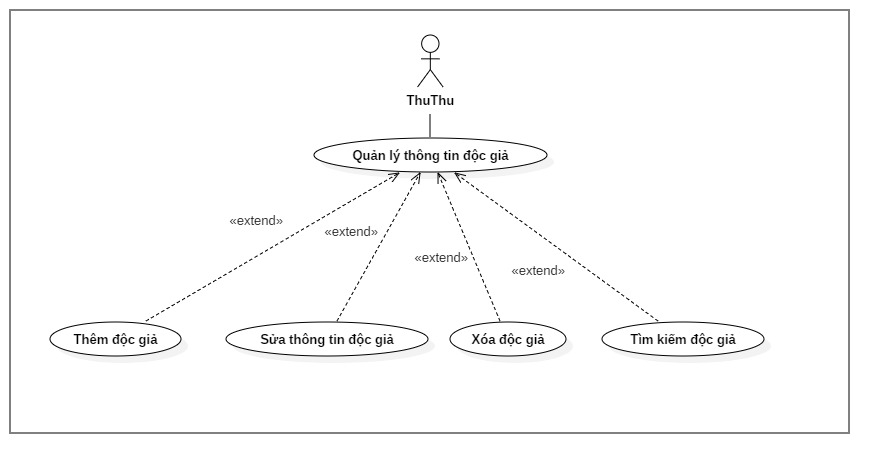 ThuThu
Quản lý thông tin độc giả
«extend»
«extend»
«extend»
«extend»
Thêm độc giả
Sửa thông tin độc giả
Xóa độc giả
Tìm kiếm độc giả